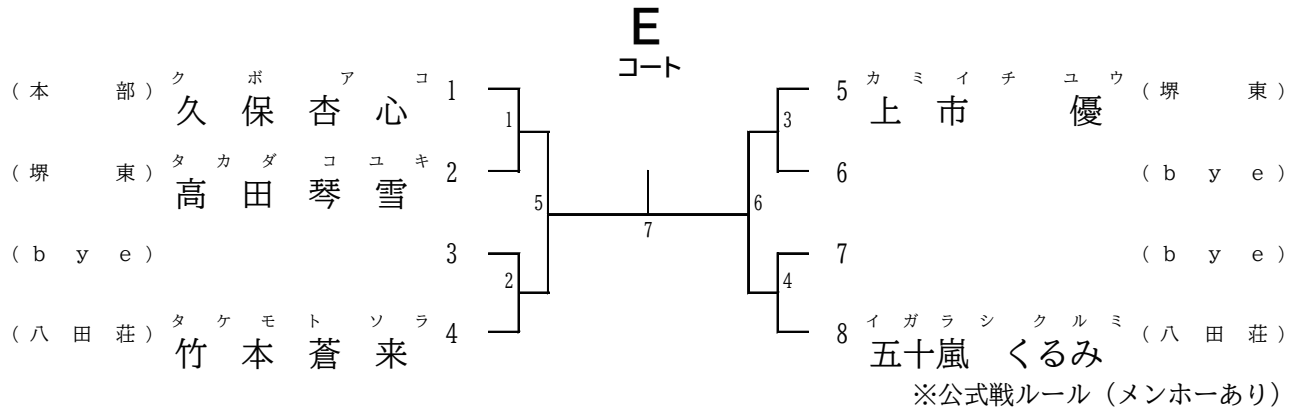 E
コート
クボアコ
(本部) 久保杏心 1
タカダコユキ
(堺東) 高田琴雪 2
(bye) 3
タケモトソラ
(八田荘) 竹本蒼来 4
1
2
5
7
6
3
4
カミイチユウ
5 上市 優 (堺東)
6 (bye)
7 (bye)
イガラシクルミ
8 五十嵐 くるみ (八田荘)
※公式戦ルール（メンホーあり）